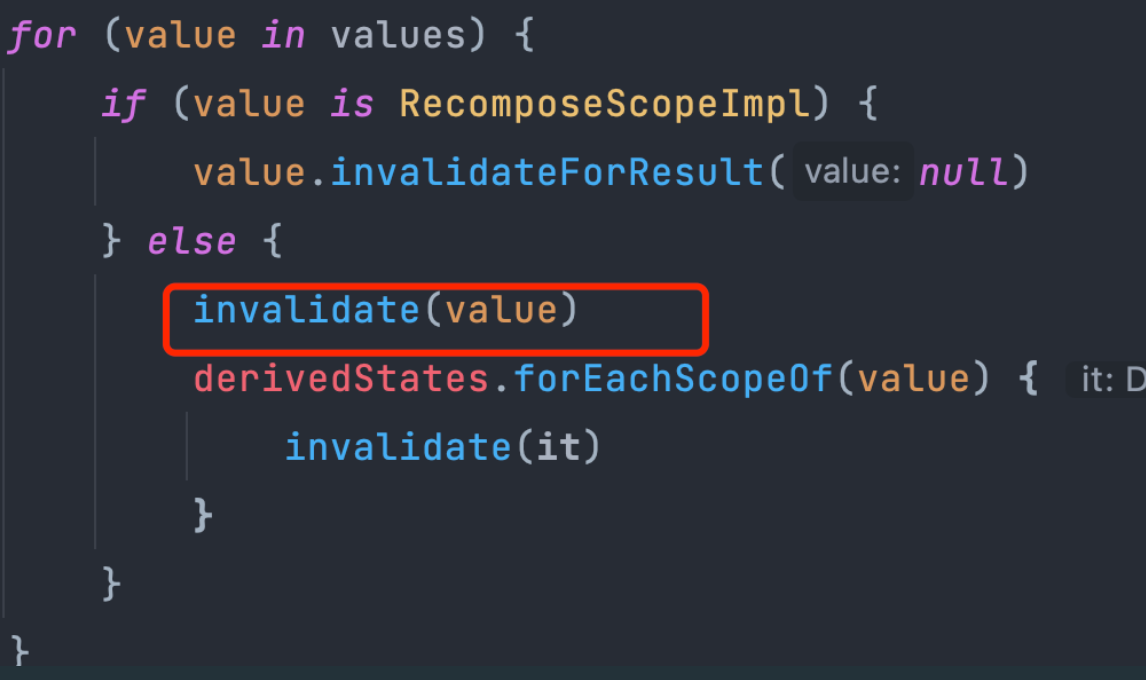 for (value in values) {
if (value is RecomposeScopeImpl) {
value.invalidateForResult( value: null)
} else {
invalidate(value)
derivedStates.forEachScopeOf(value) { it: D
invalidate(it)
}
}
}